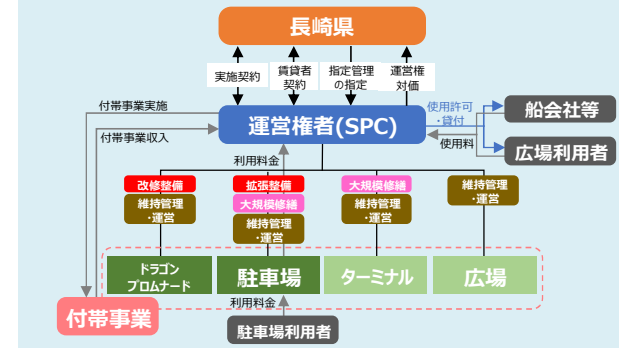 長崎県
実施契約
賃貸者
契約
指定管理
の指定
運営権
対価
付帯事業実施
付帯事業収入
運営権者(SPC)
使用許可
・貸付
使用料
船会社等
広場利用者
利用料金
改修整備
維持管理
・運営
拡張整備
大規模修繕
維持管理
・運営
大規模修繕
維持管理
・運営
維持管理
・運営
ドラゴン
プロムナード
駐車場
ターミナル
広場
付帯事業
利用料金
駐車場利用者